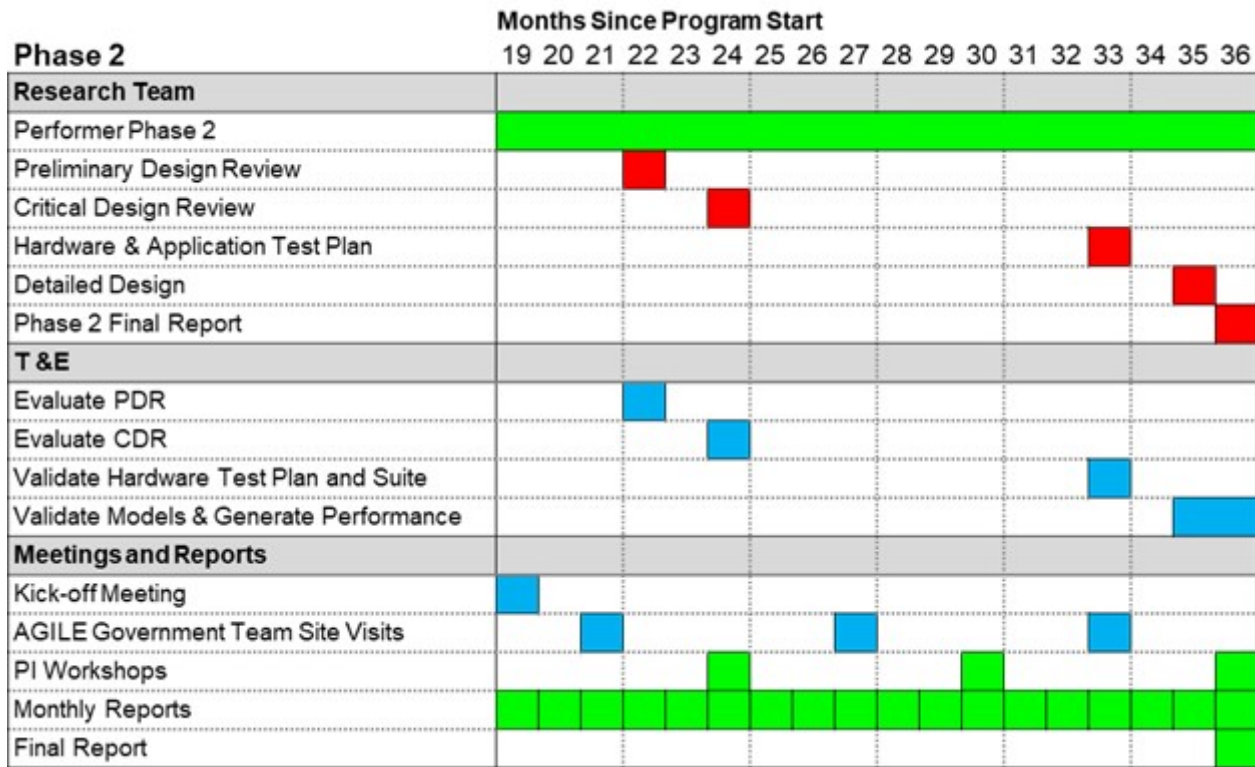 Months Since Program Start
Phase 2 19 20 21 22 23 24 25 26 27 28 29 30 31 32 33 34 35 36
Research Team
Performer Phase 2
Preliminary Design Review
Critical Design Review
Hardware & Application Test Plan
Detailed Design
Phase 2 Final Report
T &E
Evaluate PDR
Evaluate CDR
Validate Hardware Test Plan and Suite
Validate Models & Generate Performance
Meetings and Reports
Kick-off Meeting
AGILE Government Team Site Visits
PI Workshops
Monthly Reports
Final Report